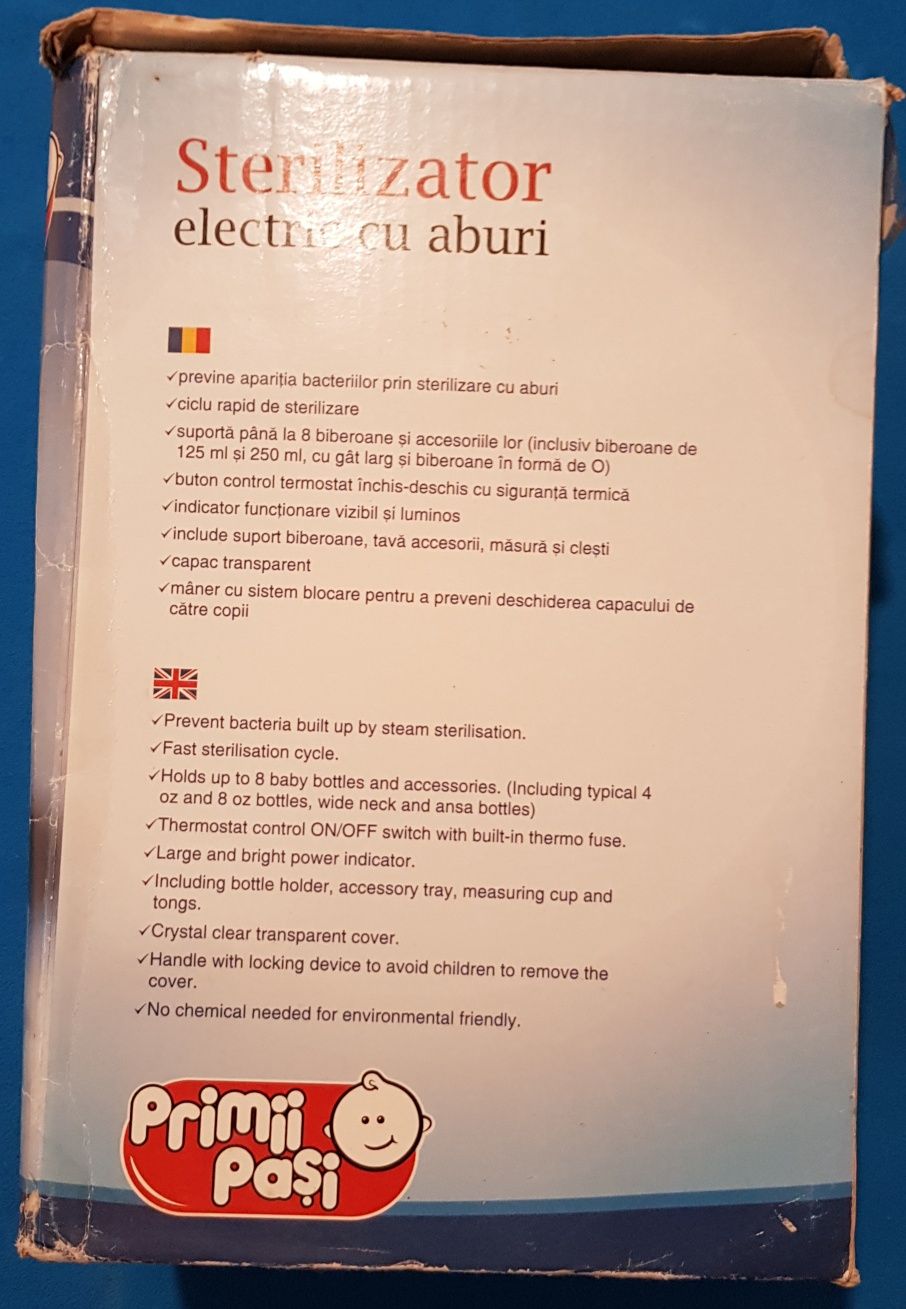 Sterilizator
electric cu aburi
✓previne apariția bacteriilor prin sterilizare cu aburi
✓ciclu rapid de sterilizare
✓suportă până la 8 biberoane și accesoriile lor (inclusiv biberoane de
125 ml și 250 ml, cu gât larg și biberoane în formă de O)
✓buton control termostat închis-deschis cu siguranță termică
✓indicator funcționare vizibil și luminos
✓include suport biberoane, tavă accesorii, măsură și clești
✓capac transparent
✓mâner cu sistem blocare pentru a preveni deschiderea capacului de
către copii
✓Prevent bacteria built up by steam sterilisation.
✓Fast sterilisation cycle.
✓Holds up to 8 baby bottles and accessories. (Including typical 4
oz and 8 oz bottles, wide neck and ansa bottles)
✓Thermostat control ON/OFF switch with built-in thermo fuse.
✓Large and bright power indicator.
✓Including bottle holder, accessory tray, measuring cup and
tongs.
✓Crystal clear transparent cover.
✓Handle with locking device to avoid children to remove the
cover.
✓No chemical needed for environmental friendly.
Primii
Pași